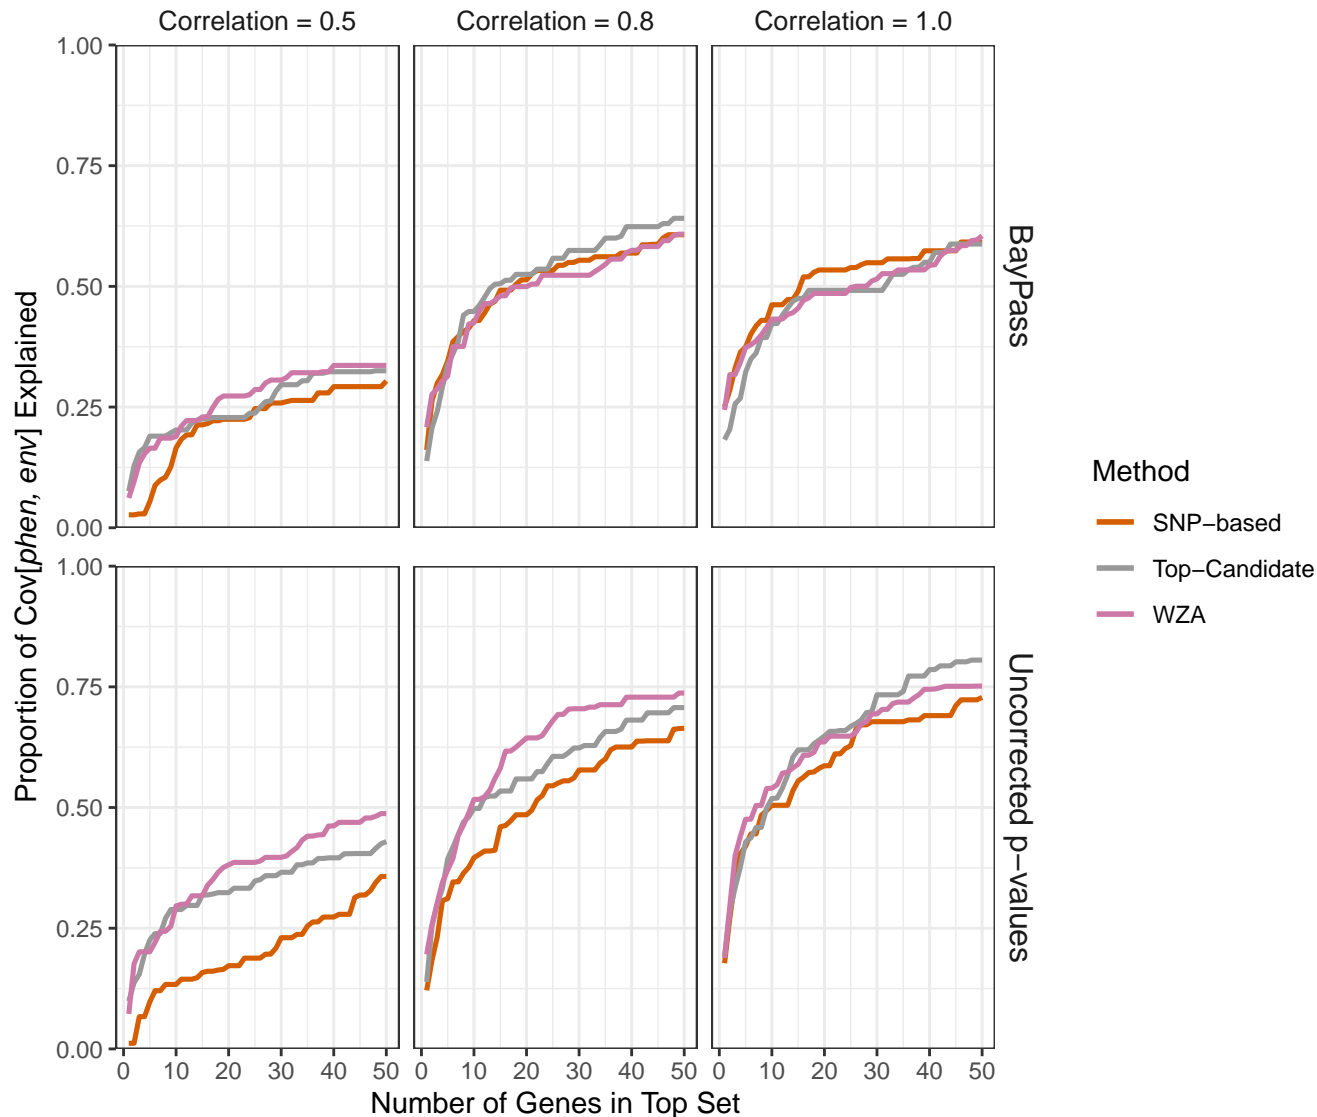 Correlation = 0.5
Correlation = 0.8
Correlation = 1.0
1.00
0.75
0.50
0.25
0.00
BayPass
1.00
0.75
0.50
0.25
0.00
Uncorrected p−values
Proportion of Cov[phen, env] Explained
0 10 20 30 40 50
0 10 20 30 40 50
0 10 20 30 40 50
Number of Genes in Top Set
Method
SNP−based
Top−Candidate
WZA